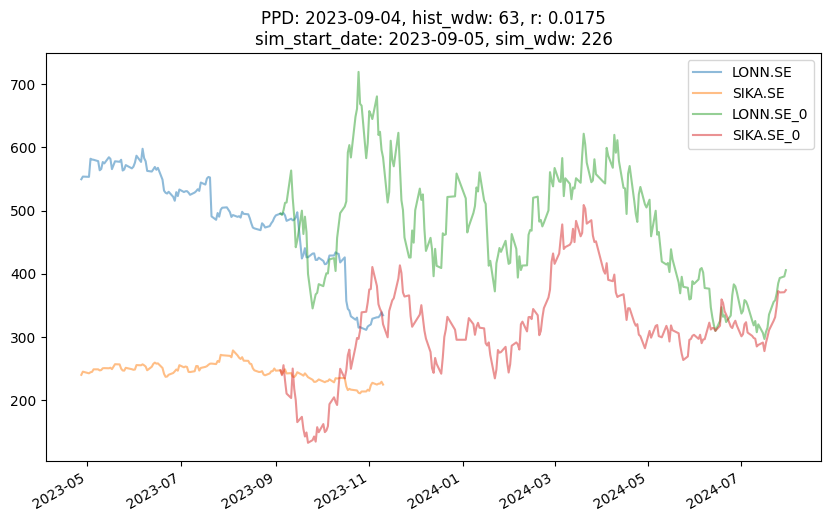 PPD: 2023-09-04, hist_wdw: 63, r: 0.0175
sim_start_date: 2023-09-05, sim_wdw: 226
LONN.SE
SIKA.SE
LONN.SE_0
SIKA.SE_0
700
600
500
400
300
200
2023-05
2023-07
2023-09
2023-11
2024-01
2024-03
2024-05
2024-07